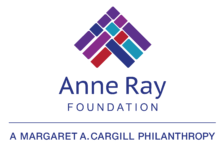 Anne Ray
FOUNDATION
A MARGARET A. CARGILL PHILANTHROPY